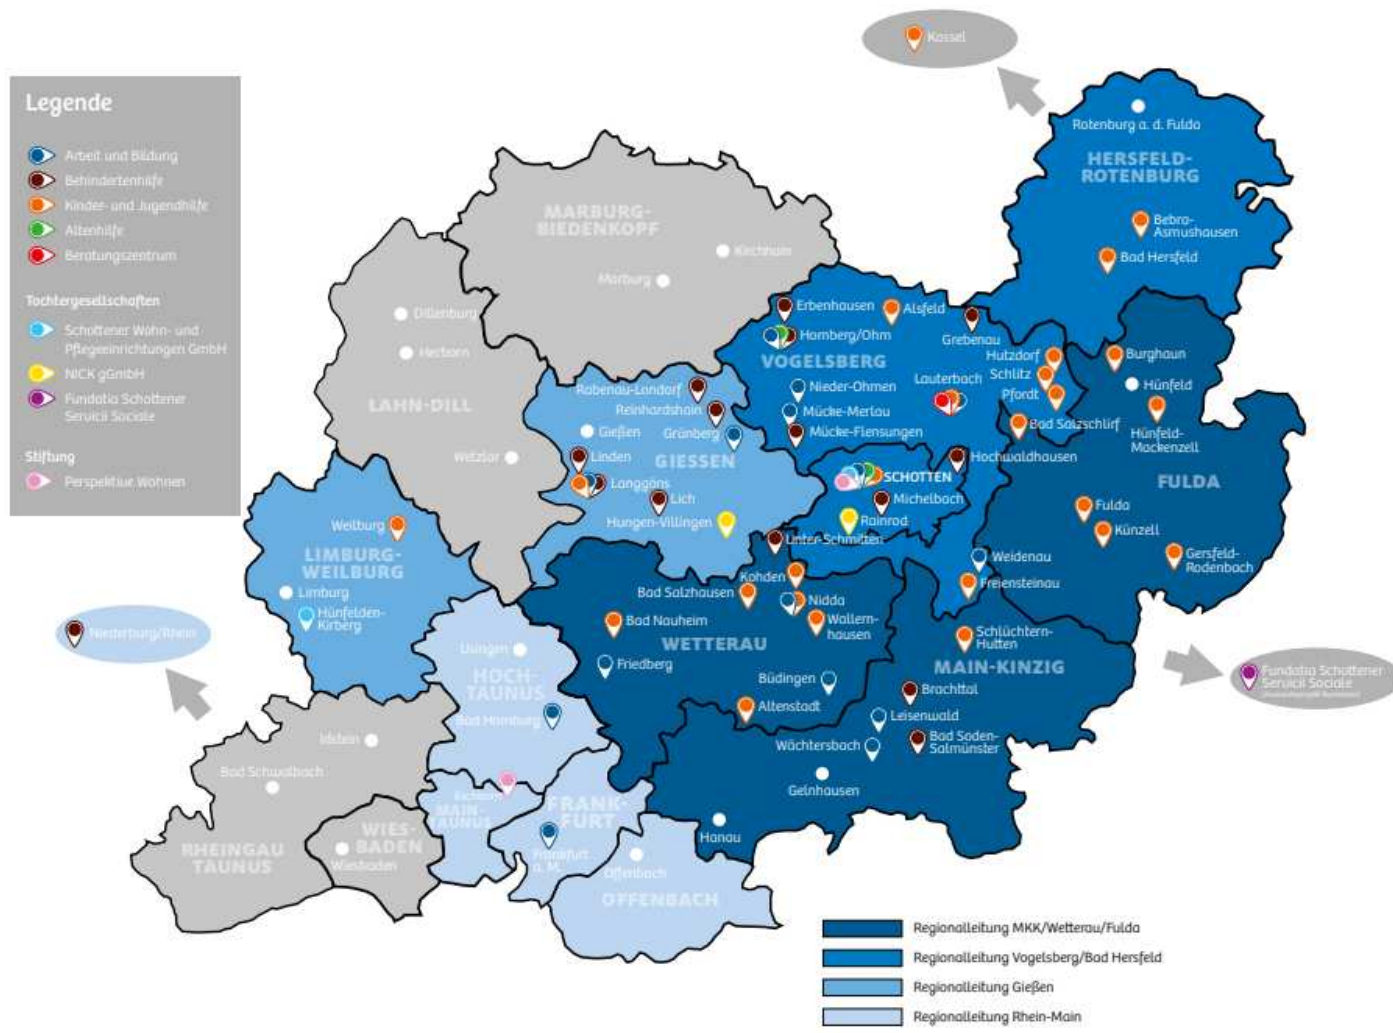 Kassel
Legende
Arbeit und Bildung
Behindertenhilfe
Kinder- und Jugendhilfe
Altenhilfe
Beratungszentrum
Tochtergesellschaften
Schottener Wohn- und
Pflegeeinrichtungen GmbH
NICK gGmbH
Fundatia Schottener
Servicii Sociale
Stiftung
Perspektive Wohnen
Rotenburg a. d. Fulda
HERSFELD-
ROTENBURG
Bebra-
Asmushausen
Bad Hersfeld
MARBURG-
BIEDENKOPF
Kirchhain
Marburg
Dillenburg
Herborn
LAHN-DILL
Wetzlar
Erbenhausen
Alsfeld
Homberg/Ohm
Grebenau
VOGELSBERG
Nieder-Ohmen
Lauterbach
Mücke-Merlau
Mücke-Flensungen
Hutzdorf
Schlitz
Pfordt
Bad Salzschlirf
Hochwaldhausen
SCHOTTEN
Michelbach
Rainrod
Burghaun
Hünfeld
Hünfeld-
Mackenzell
FULDA
Fulda
Künzell
Gersfeld-
Rodenbach
Weidenau
Freiensteinau
Rabenau-Londorf
Reinhardshain
Gießen
Grünberg
Linden
GIESSEN
Langgöns
Lich
Hungen-Villingen
Weilburg
LIMBURG-
WEILBURG
Limburg
Hünfelden-
Kirberg
Niederburg/Rhein
Unter-Schmitten
Kohden
Bad Salzhausen
Nidda
Bad Nauheim
Wallern-
hausen
WETTERAU
Friedberg
Büdingen
Altenstadt
Schlüchtern-
Hutten
MAIN-KINZIG
Brachttal
Leisenwald
Wächtersbach
Bad Soden-
Salmünster
Gelnhausen
Hanau
Fundatia Schottener
Servicii Sociale
Usingen
HOCH-
TAUNUS
Bad Homburg
Idstein
Bad Schwalbach
RHEINGAU
TAUNUS
WIES-
BADEN
Wiesbaden
MAIN-
TAUNUS
FRANK-
FURT
Frankfurt
a. M.
Offenbach
OFFENBACH
Regionalleitung MKK/Wetterau/Fulda
Regionalleitung Vogelsberg/Bad Hersfeld
Regionalleitung Gießen
Regionalleitung Rhein-Main